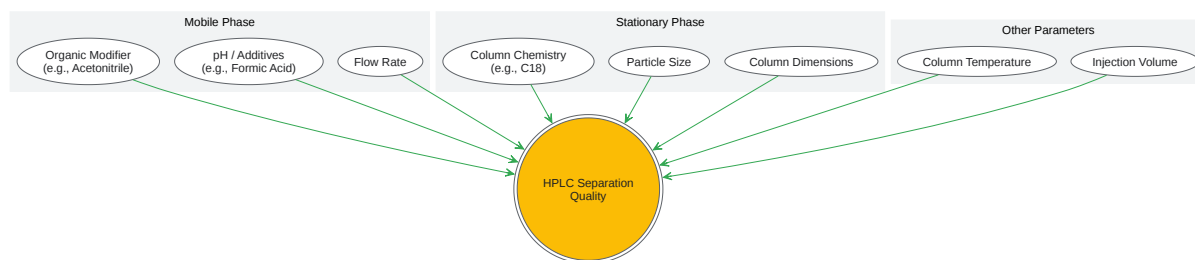 Mobile Phase
Organic Modifier
(e.g., Acetonitrile)
pH / Additives
(e.g., Formic Acid)
Flow Rate
Stationary Phase
Column Chemistry
(e.g., C18)
Particle Size
Column Dimensions
Other Parameters
Column Temperature
Injection Volume
HPLC Separation
Quality